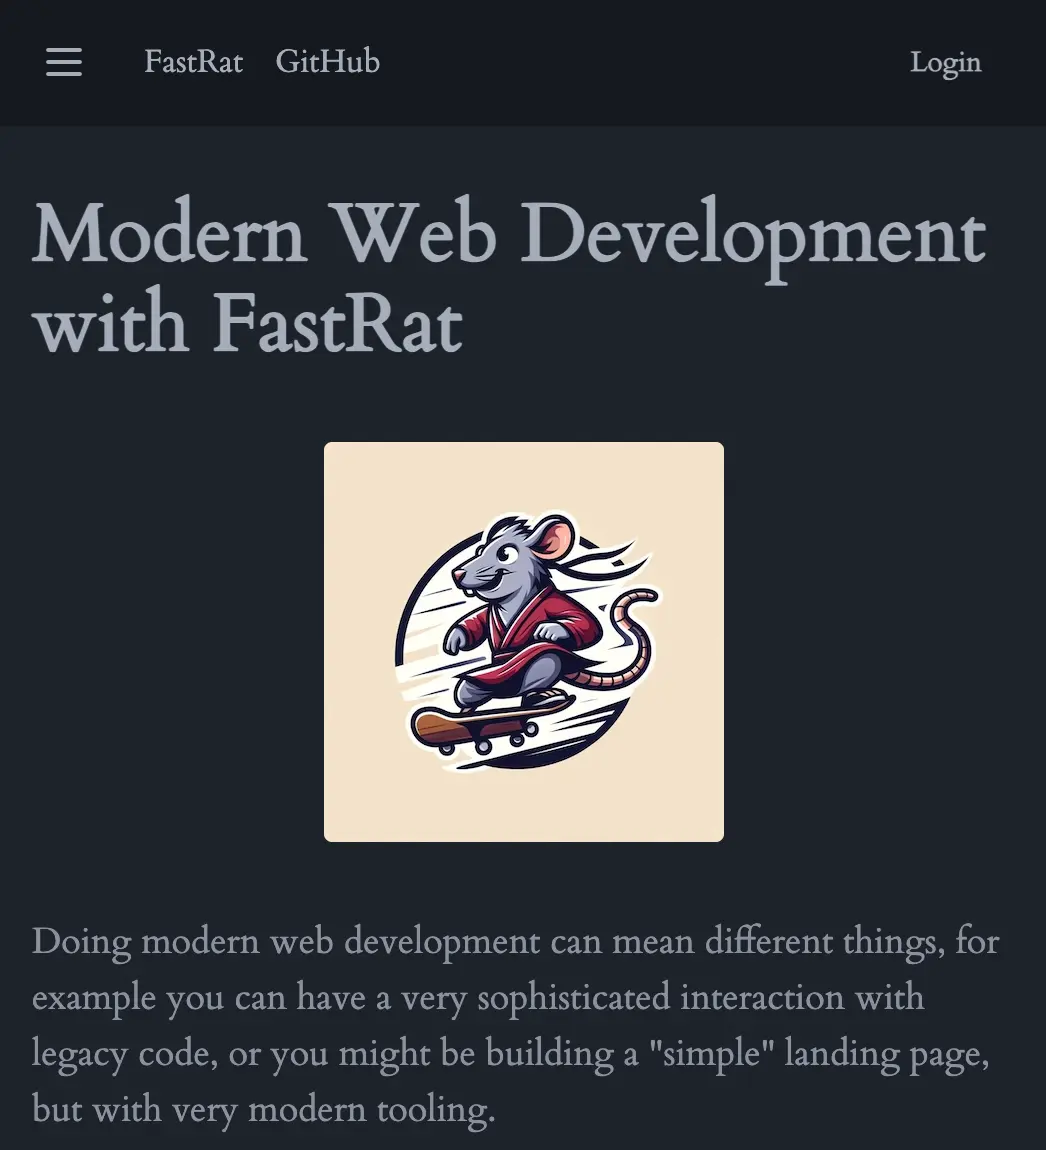 FastRat GitHub Login
Modern Web Development
with FastRat
Doing modern web development can mean different things, for
example you can have a very sophisticated interaction with
legacy code, or you might be building a "simple" landing page,
but with very modern tooling.